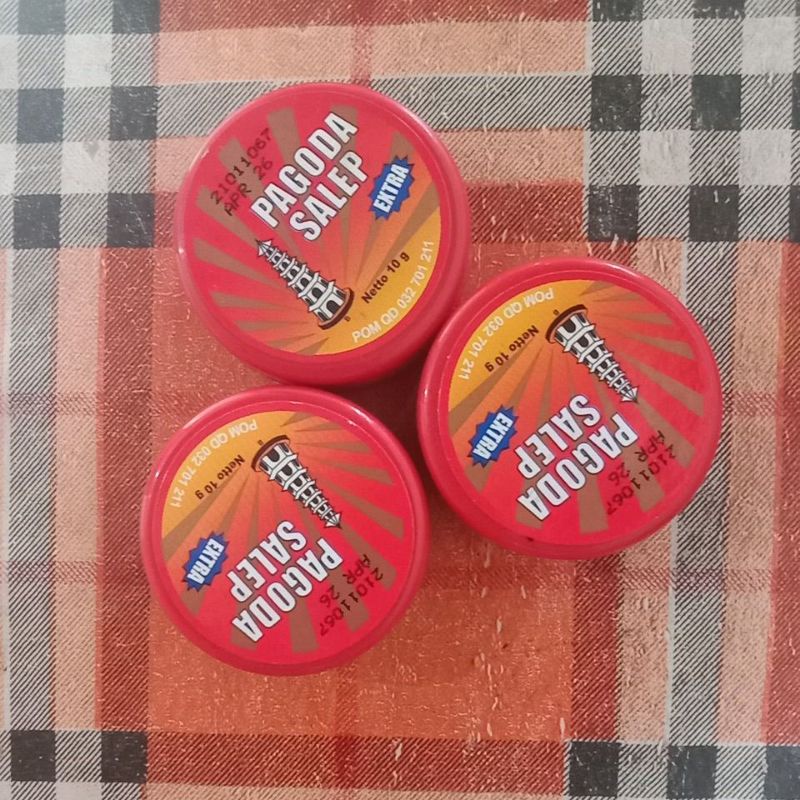 21011067
APR 26
PAGODA
SALEP
EXTRA
Netto 10 g
POM QD 032 701 211
POM QD 032 701 211
Netto 10 g
EXTRA
PAGODA
SALEP
21011067
APR 26
POM QD 032 701 211
Netto 10 g
EXTRA
PAGODA
SALEP
21011067
APR 26